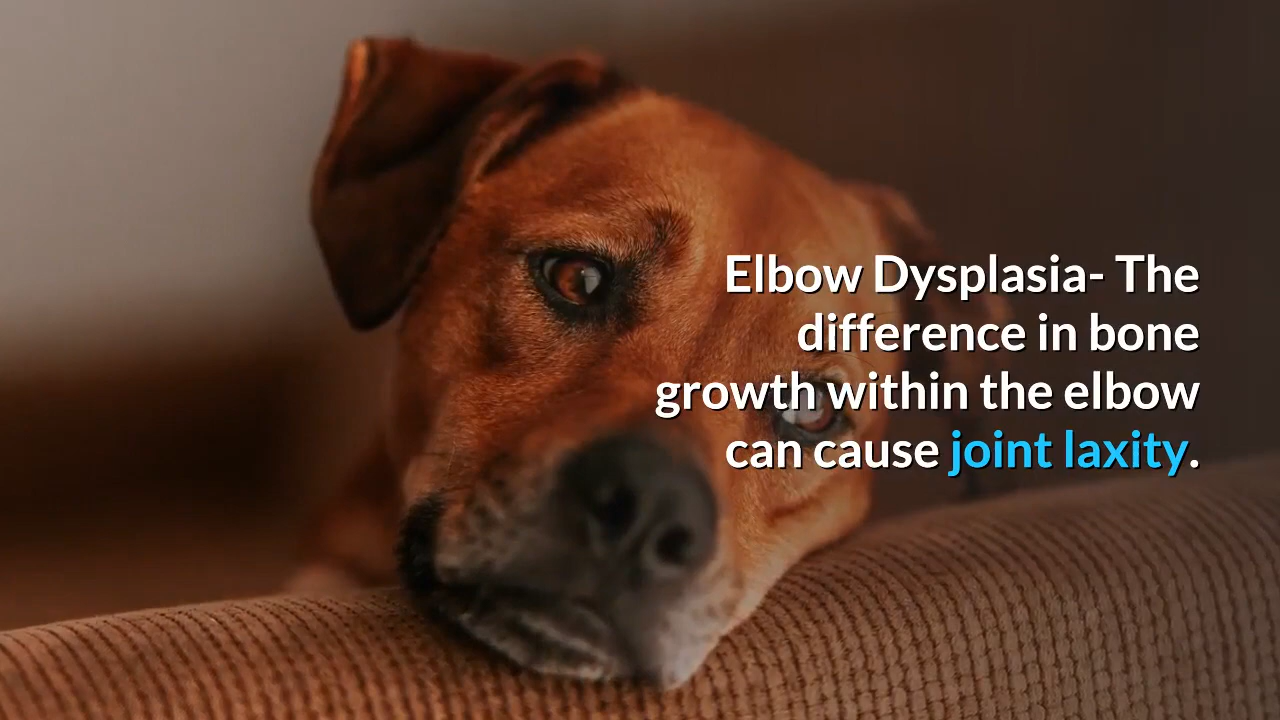 Elbow Dysplasia- The
difference in bone
growth within the elbow
can cause joint laxity.